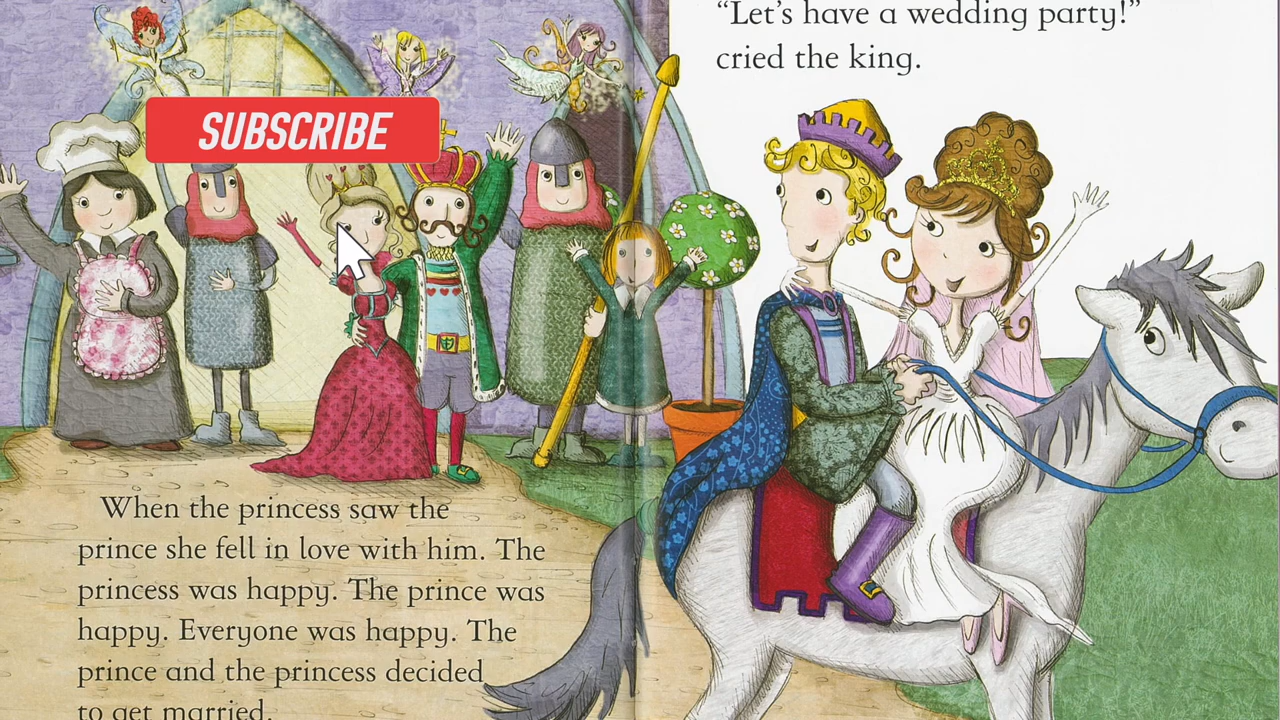 SUBSCRIBE
When the princess saw the
prince she fell in love with him. The
princess was happy. The prince was
happy. Everyone was happy. The
prince and the princess decided
to get married.
“Let’s have a wedding party!”
cried the king.